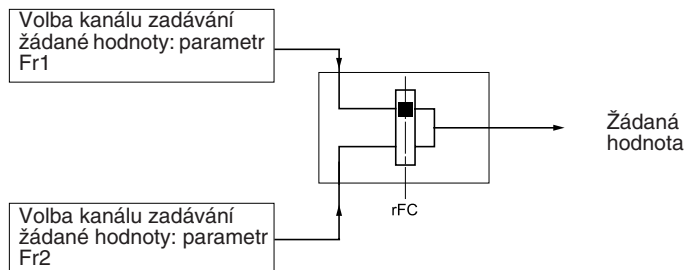 Volba kanálu zadávání
žádané hodnoty: parametr
Fr1
Žádaná
hodnota
rFC
Volba kanálu zadávání
žádané hodnoty: parametr
Fr2